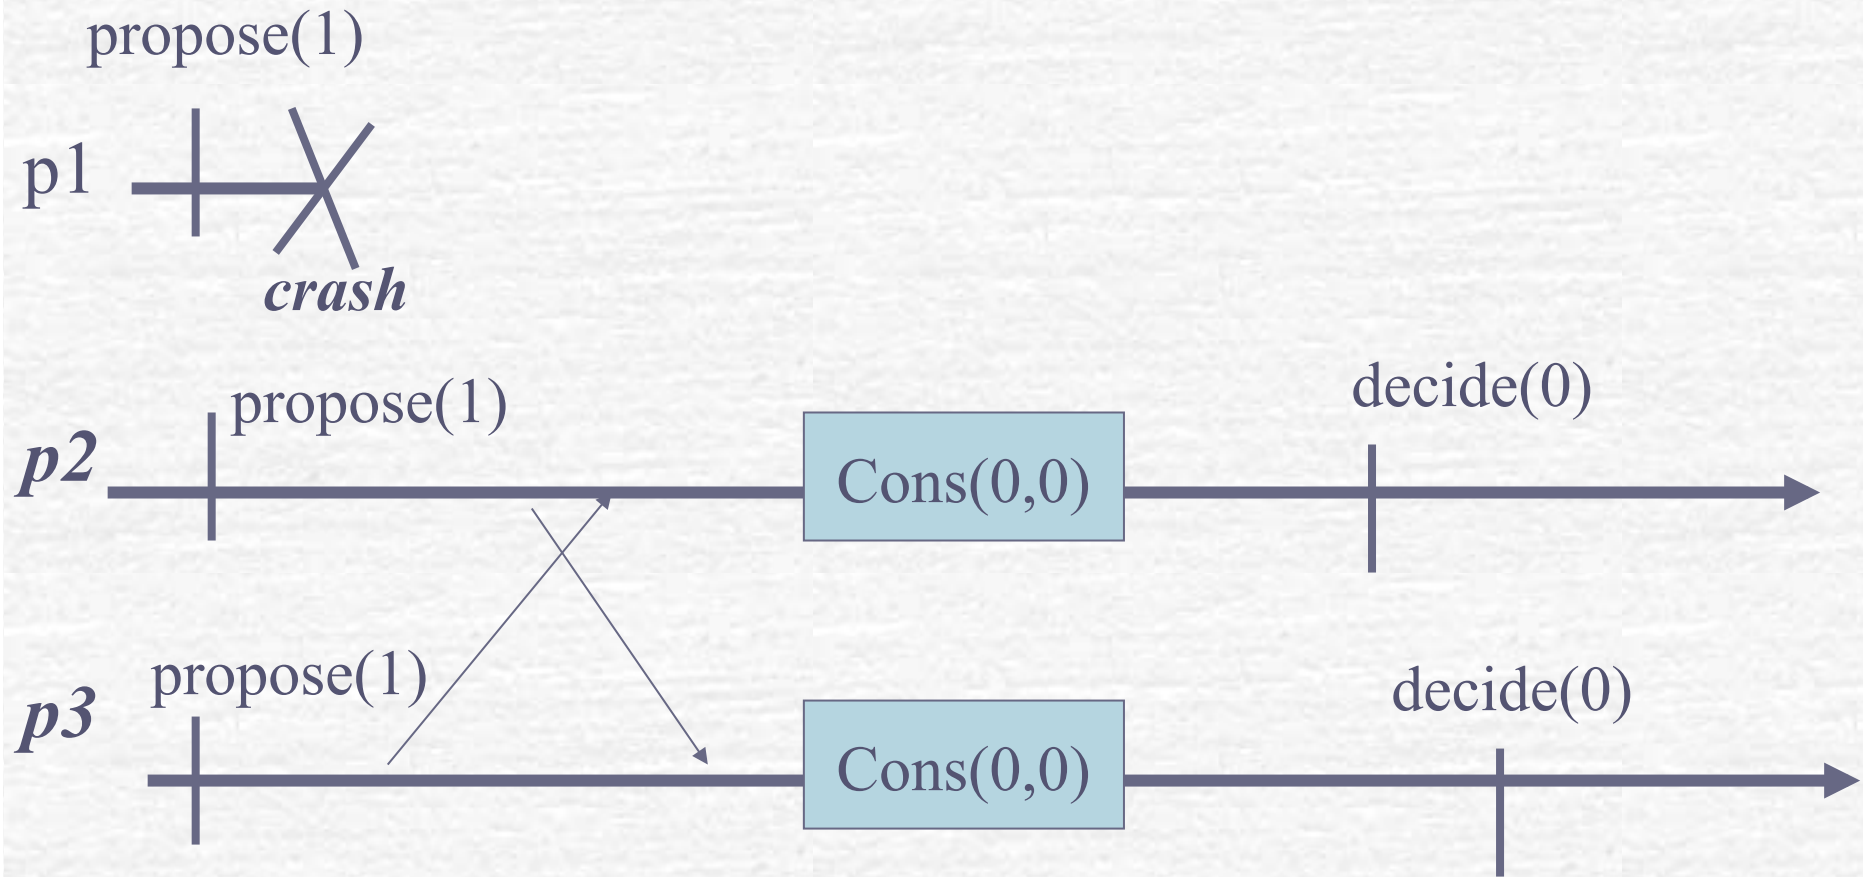 propose(1)
p1
crash
propose(1)
decide(0)
p2
Cons(0,0)
propose(1)
decide(0)
p3
Cons(0,0)